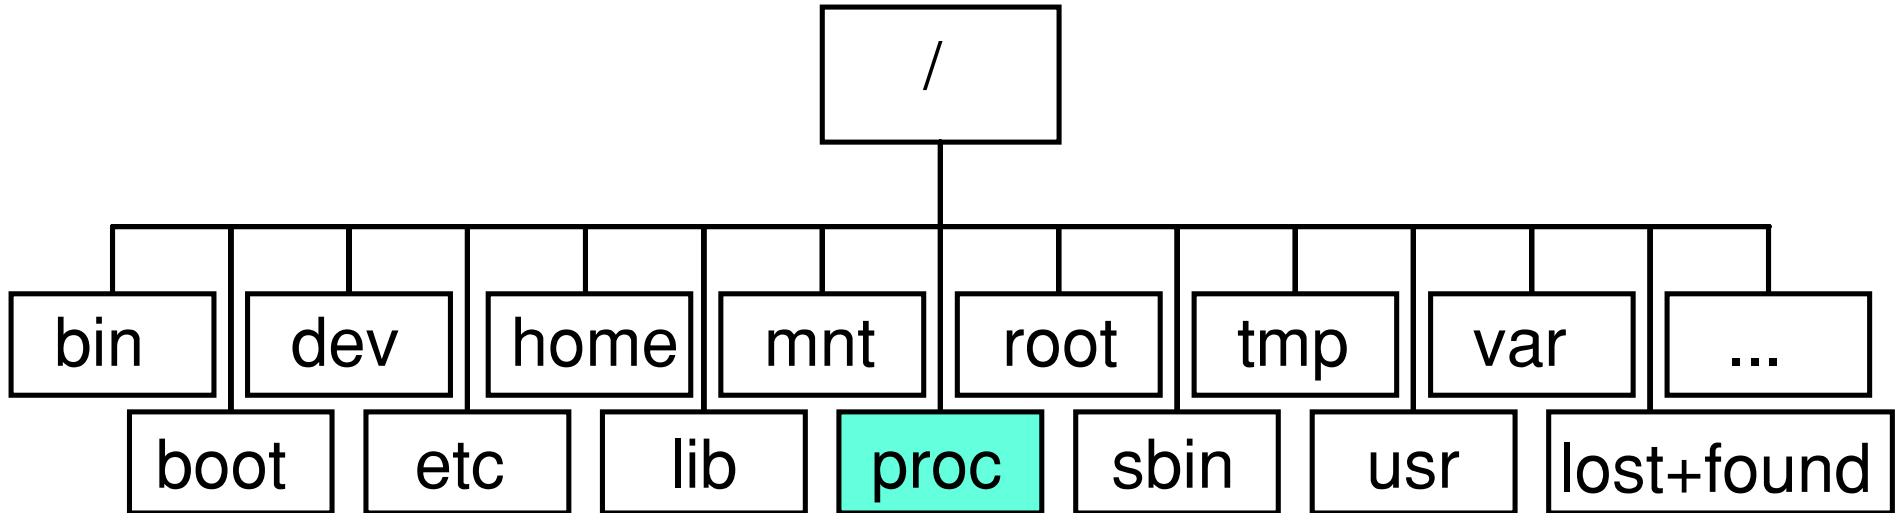 /
bin dev home mnt root tmp var ...
boot etc lib proc sbin usr lost+found